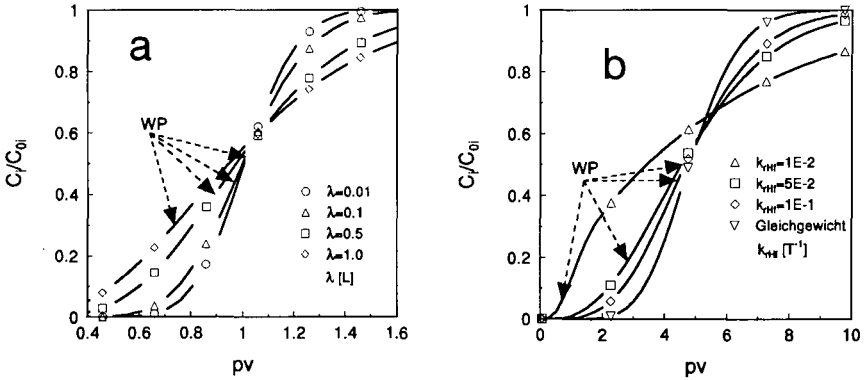 a
C_i/C_0i
1
0.8
0.6
0.4
0.2
0
WP
○ λ=0.01
△ λ=0.1
□ λ=0.5
◇ λ=1.0
λ [L]
0.4 0.6 0.8 1.0 1.2 1.4 1.6
pv
b
C_i/C_0i
1
0.8
0.6
0.4
0.2
0
WP
△ k_rHf=1E-2
□ k_rHf=5E-2
◇ k_rHf=1E-1
▽ Gleichgewicht
k_rHf [T^-1]
0 2 4 6 8 10
pv